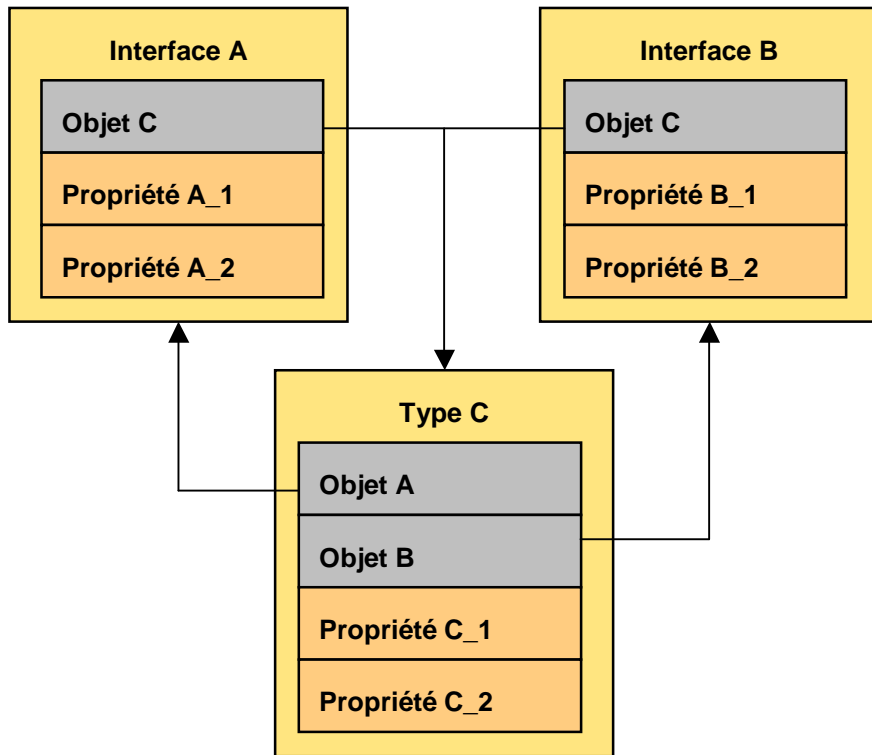 Interface A
Objet C
Propriété A_1
Propriété A_2
Interface B
Objet C
Propriété B_1
Propriété B_2
Type C
Objet A
Objet B
Propriété C_1
Propriété C_2